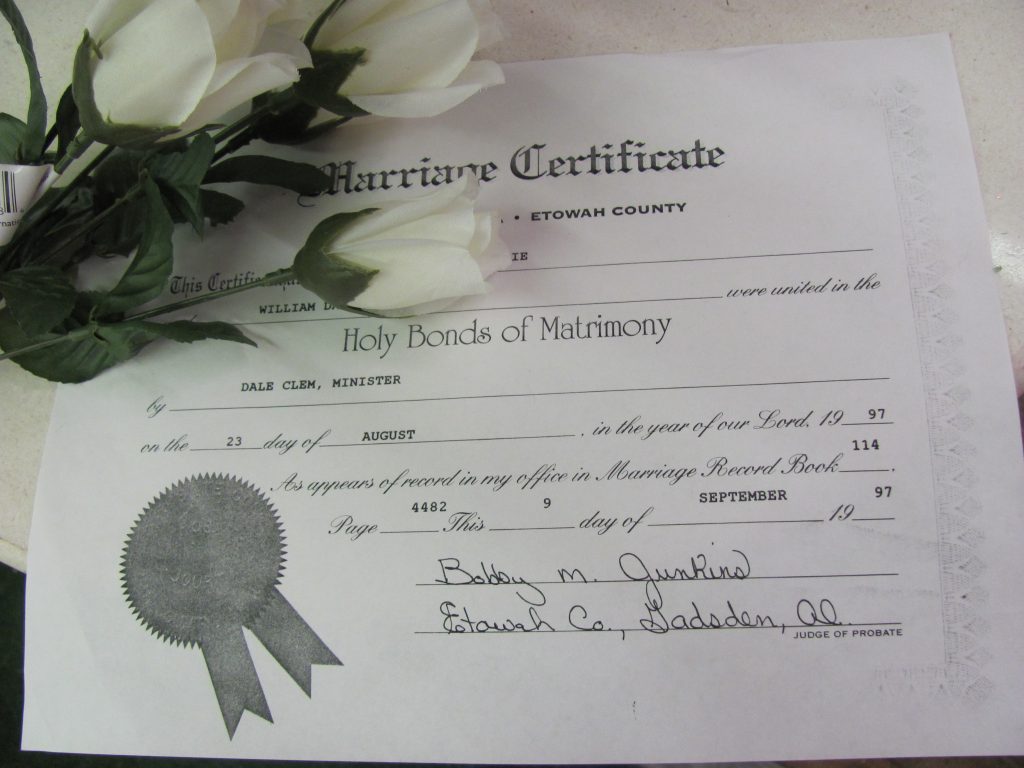 Marriage Certificate
. • ETOWAH COUNTY
IE
This
WILLIAM
were united in the
Holy Bonds of Matrimony
DALE CLEM, MINISTER
by
on the 23 day of AUGUST, in the year of our Lord, 19 97
As appears of record in my office in Marriage Record Book 114.
Page 4482 This 9 day of SEPTEMBER 19 97
Bobby M. Junkins
Etowah Co., Gadsden, Al.
JUDGE OF PROBATE